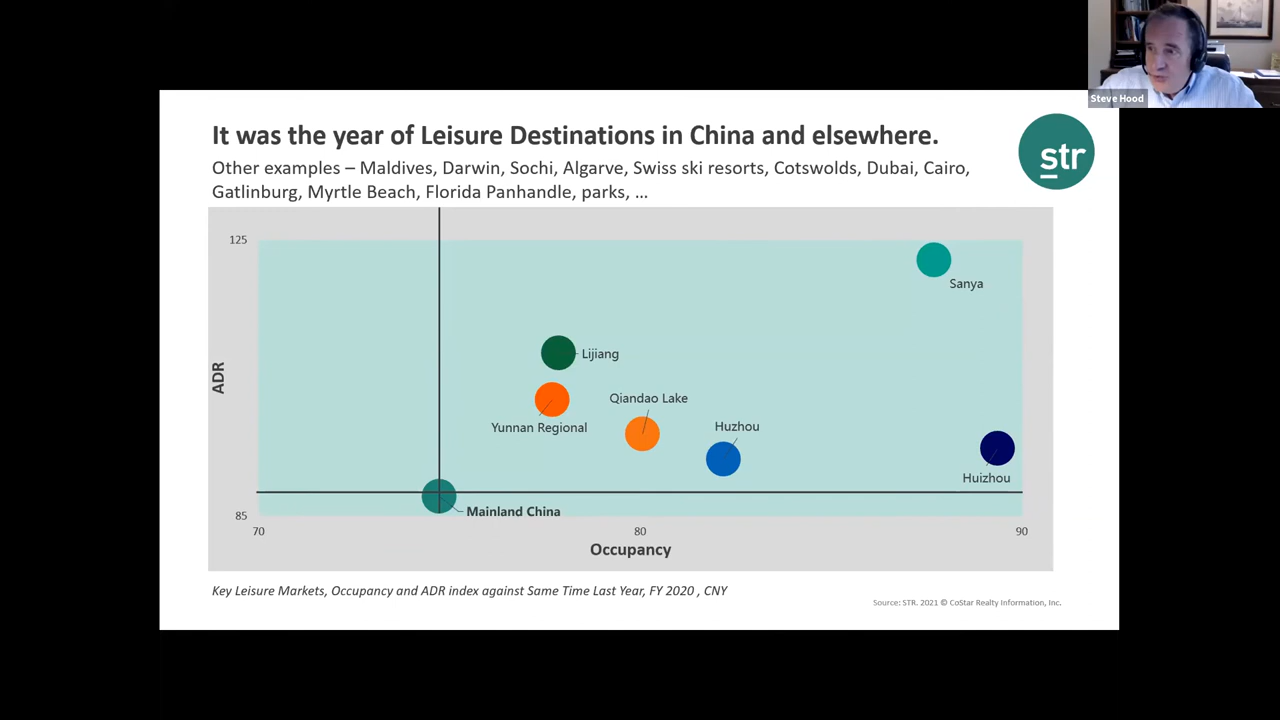 Steve Hood
It was the year of Leisure Destinations in China and elsewhere.
Other examples – Maldives, Darwin, Sochi, Algarve, Swiss ski resorts, Cotswolds, Dubai, Cairo,
Gatlinburg, Myrtle Beach, Florida Panhandle, parks, ...
str
125
Sanya
Lijiang
ADR
Qiandao Lake
Yunnan Regional
Huzhou
Huizhou
Mainland China
85
70
80
90
Occupancy
Key Leisure Markets, Occupancy and ADR index against Same Time Last Year, FY 2020 , CNY
Source: STR. 2021 © CoStar Realty Information, Inc.